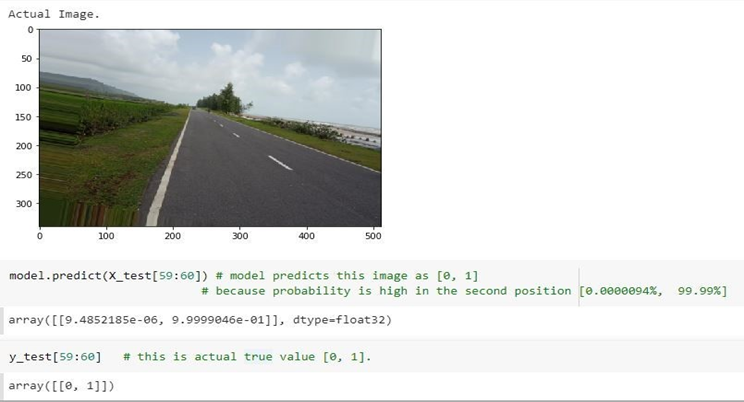 Actual Image.
0
50
100
150
200
250
300
0 100 200 300 400 500
model.predict(X_test[59:60]) # model predicts this image as [0, 1]
# because probability is high in the second position [0.0000094%, 99.99%]
array([[9.4852185e-06, 9.9999046e-01]], dtype=float32)
y_test[59:60] # this is actual true value [0, 1].
array([[0, 1]])